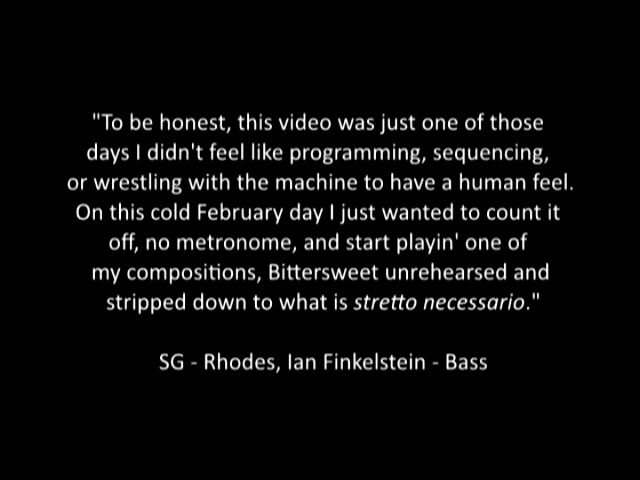 "To be honest, this video was just one of those
days I didn't feel like programming, sequencing,
or wrestling with the machine to have a human feel.
On this cold February day I just wanted to count it
off, no metronome, and start playin' one of
my compositions, Bittersweet unrehearsed and
stripped down to what is stretto necessario."
SG - Rhodes, Ian Finkelstein - Bass